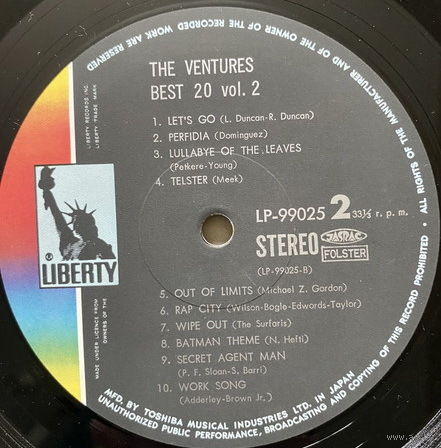 THE VENTURES
BEST 20 vol. 2
1. LET'S GO (L. Duncan-R. Duncan)
2. PERFIDIA (Dominguez)
3. LULLABYE OF THE LEAVES
(Petkere-Young)
4. TELSTER (Meek)
LP-99025 2 33⅓ r. p. m.
STEREO JASRAC
FOLSTER
(LP-99025-B)
® LIBERTY
5. OUT OF LIMITS (Michael Z. Gordon)
6. RAP CITY (Wilson-Bogle-Edwards-Taylor)
7. WIPE OUT (The Surfaris)
8. BATMAN THEME (N. Hefti)
9. SECRET AGENT MAN
(P. F. Sloan-S. Barri)
10. WORK SONG
(Adderley-Brown Jr.)
LIBERTY RECORDS INC.
LIBERTY TRADE MARK
MADE UNDER LICENCE FROM
OWNERS OF THE
MFD. BY TOSHIBA MUSICAL INDUSTRIES LTD. IN JAPAN
• ALL RIGHTS OF THE MANUFACTURER AND OF THE OWNER OF THE RECORDED WORK ARE RESERVED
UNAUTHORIZED PUBLIC PERFORMANCE, BROADCASTING AND COPYING OF THIS RECORD PROHIBITED